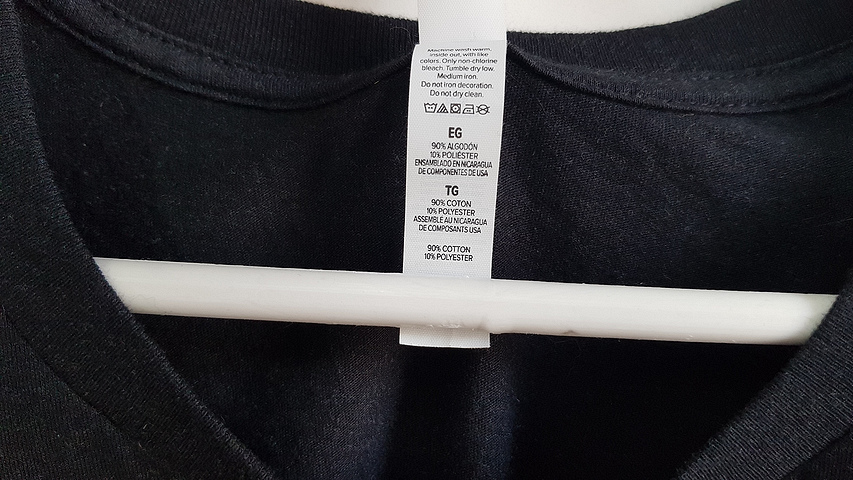 Machine wash warm,
inside out, with like
colors. Only non-chlorine
bleach. Tumble dry low.
Medium iron.
Do not iron decoration.
Do not dry clean.
EG
90% ALGODÓN
10% POLIÉSTER
ENSAMBLADO EN NICARAGUA
DE COMPONENTES DE USA
TG
90% COTON
10% POLYESTER
ASSEMBLE AU NICARAGUA
DE COMPOSANTS USA
90% COTTON
10% POLYESTER